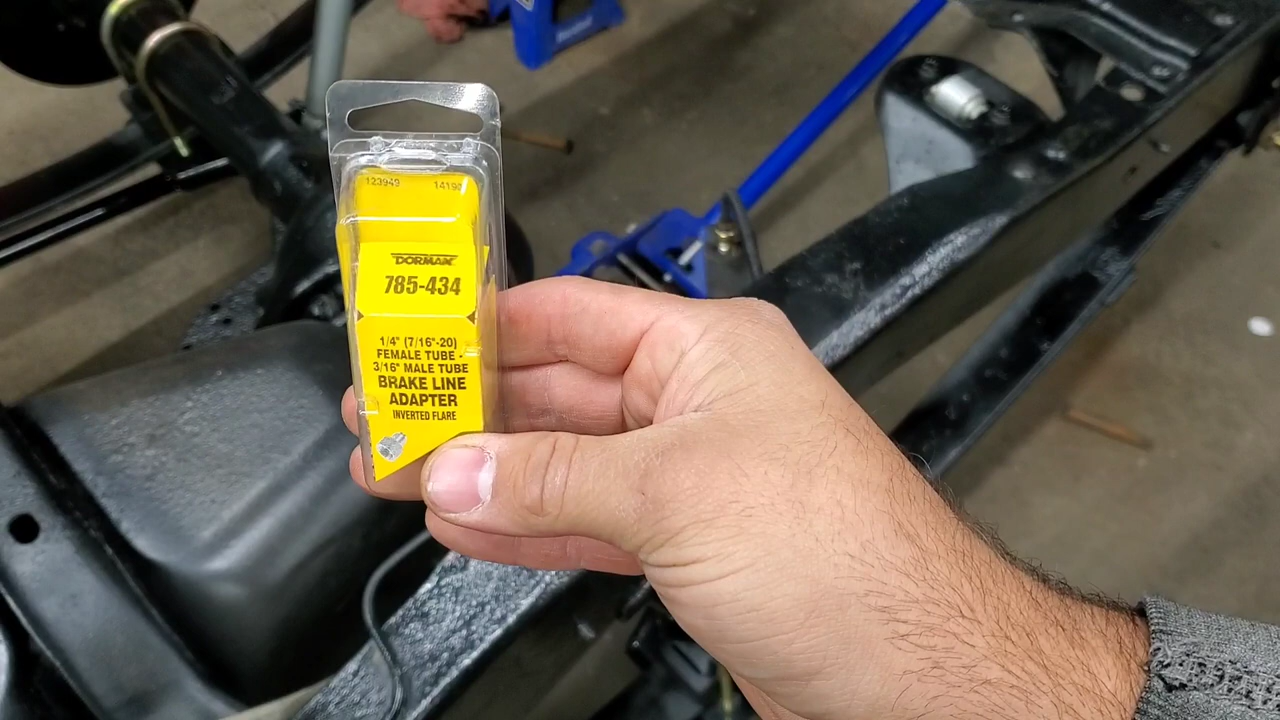 123949 14190
DORMAN
785-434
1/4" (7/16"-20)
FEMALE TUBE -
3/16" MALE TUBE
BRAKE LINE
ADAPTER
INVERTED FLARE